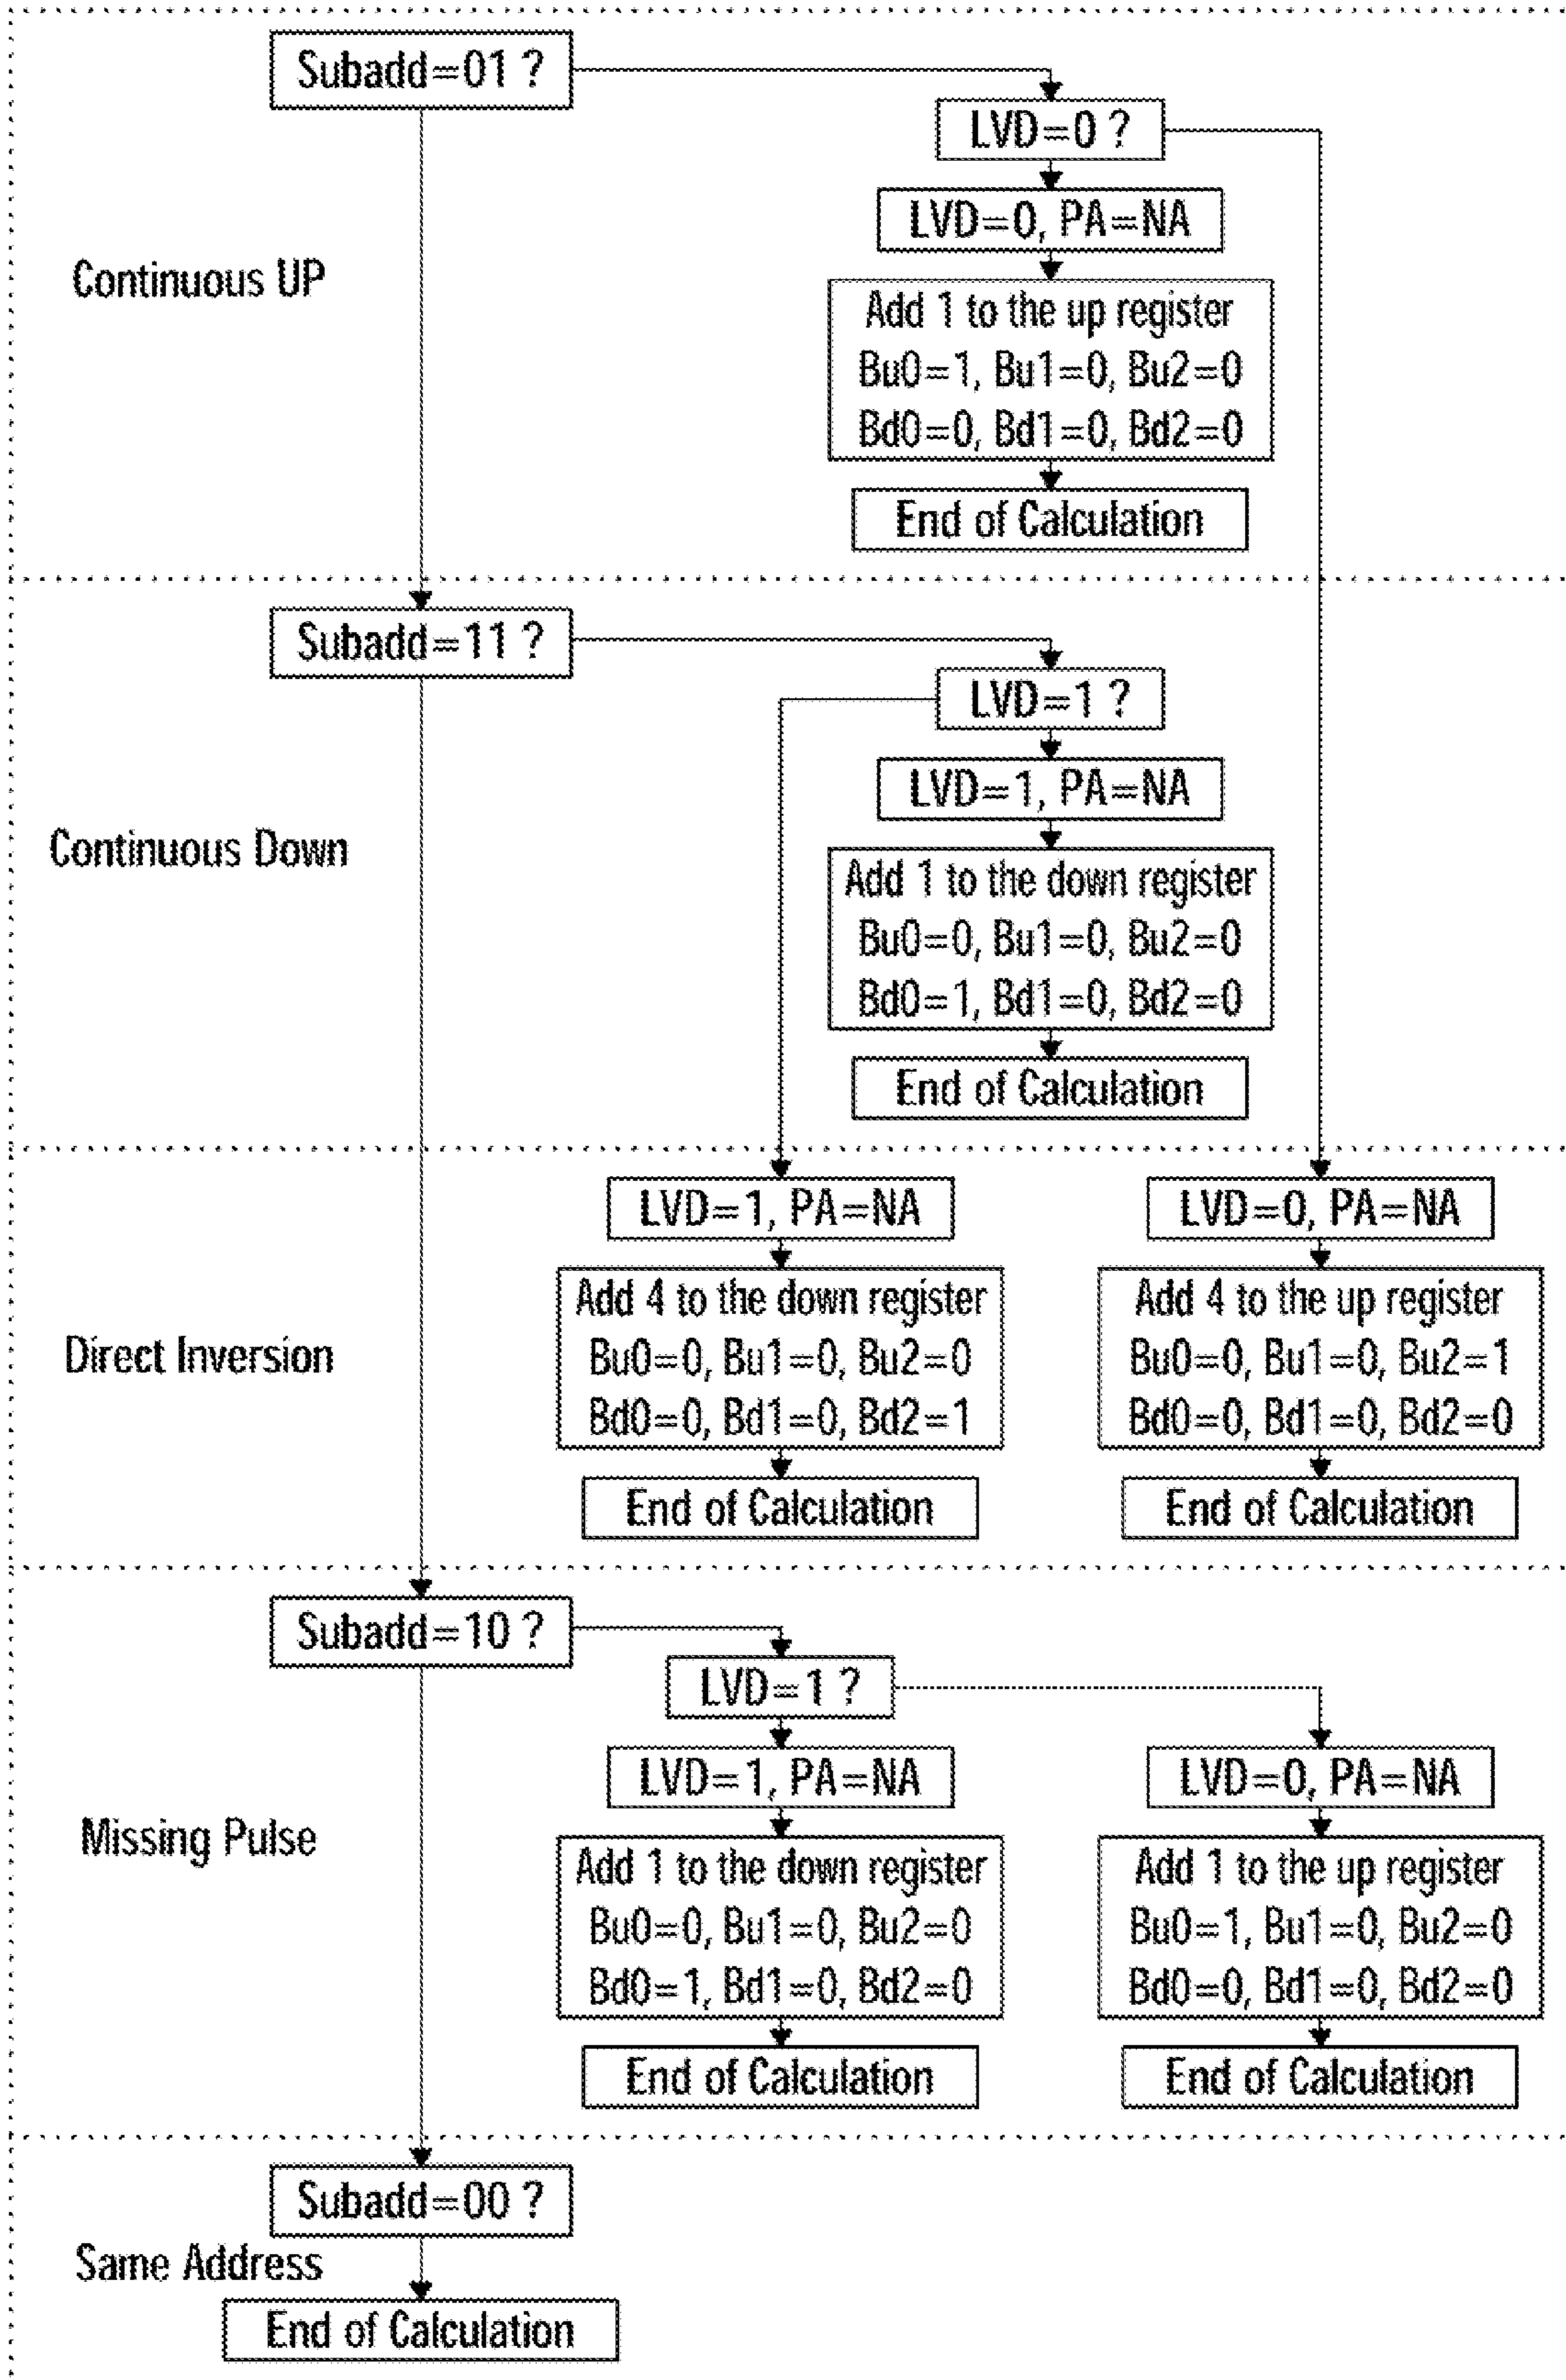 Subadd=01 ?
LVD=0 ?
LVD=0, PA=NA
Continuous UP
Add 1 to the up register
Bu0=1, Bu1=0, Bu2=0
Bd0=0, Bd1=0, Bd2=0
End of Calculation
Subadd=11 ?
LVD=1 ?
LVD=1, PA=NA
Continuous Down
Add 1 to the down register
Bu0=0, Bu1=0, Bu2=0
Bd0=1, Bd1=0, Bd2=0
End of Calculation
Direct Inversion
LVD=1, PA=NA
Add 4 to the down register
Bu0=0, Bu1=0, Bu2=0
Bd0=0, Bd1=0, Bd2=1
End of Calculation
LVD=0, PA=NA
Add 4 to the up register
Bu0=0, Bu1=0, Bu2=1
Bd0=0, Bd1=0, Bd2=0
End of Calculation
Subadd=10 ?
LVD=1 ?
Missing Pulse
LVD=1, PA=NA
Add 1 to the down register
Bu0=0, Bu1=0, Bu2=0
Bd0=1, Bd1=0, Bd2=0
End of Calculation
LVD=0, PA=NA
Add 1 to the up register
Bu0=1, Bu1=0, Bu2=0
Bd0=0, Bd1=0, Bd2=0
End of Calculation
Subadd=00 ?
Same Address
End of Calculation